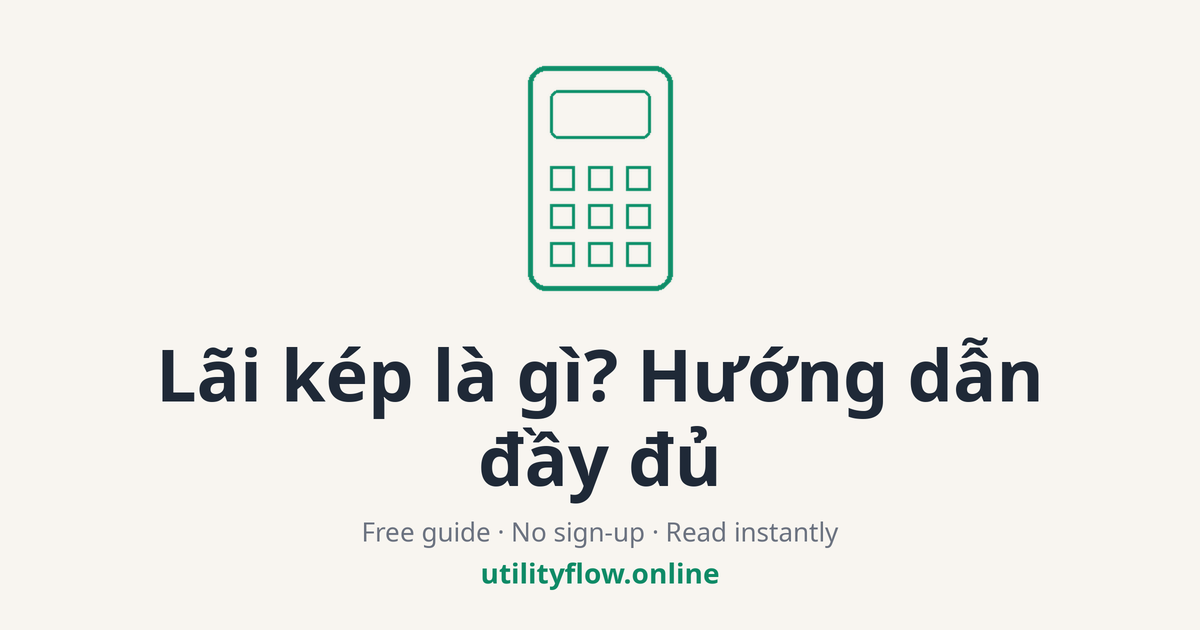 Lãi kép là gì? Hướng dẫn
đầy đủ
Free guide · No sign-up · Read instantly
utilityflow.online